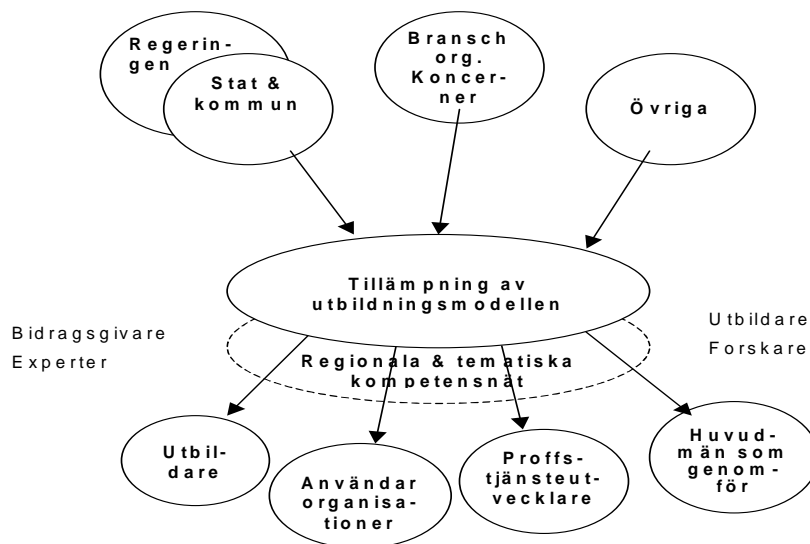 Regerin-
gen
Stat &
kommun
Bransch
org.
Koncer-
ner
Övriga
Tillämpning av
utbildningsmodellen
Bidragsgivare
Experter
Utbildare
Forskare
Regionala & tematiska
kompetensnät
Utbil-
dare
Användar
organisa-
tioner
Proffs-
tjänsteut-
vecklare
Huvud-
män som
genom-
för